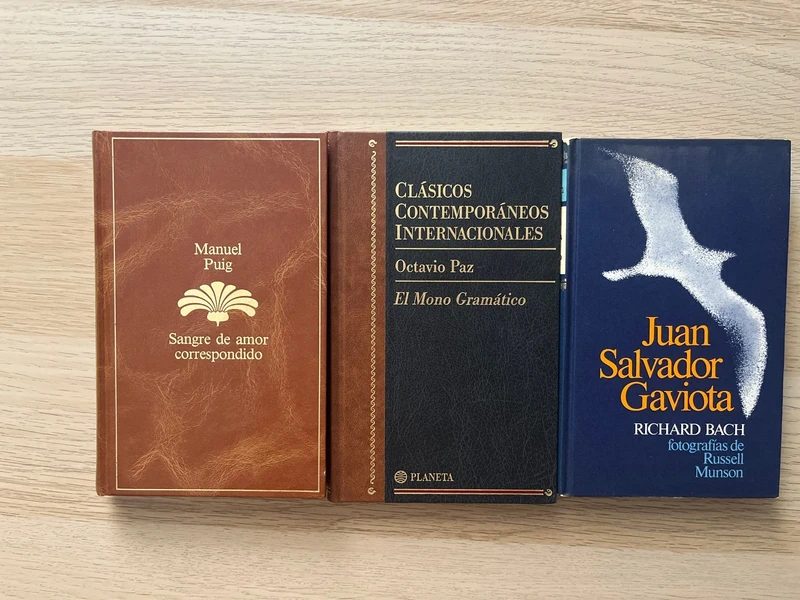 Manuel
Puig
Sangre de amor
correspondido
CLÁSICOS
CONTEMPORÁNEOS
INTERNACIONALES
Octavio Paz
El Mono Gramático
PLANETA
Juan
Salvador
Gaviota
RICHARD BACH
fotografías de
Russell
Munson